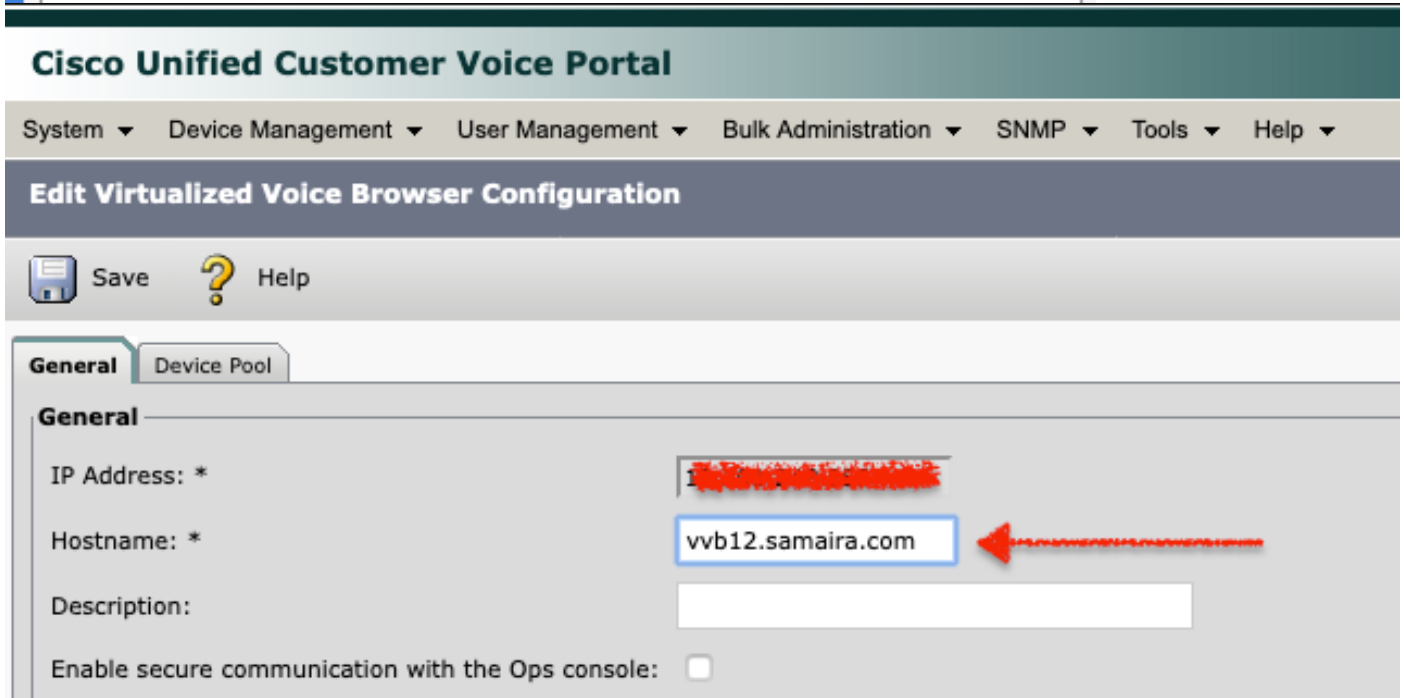 Cisco Unified Customer Voice Portal
System Device Management User Management Bulk Administration SNMP Tools Help
Edit Virtualized Voice Browser Configuration
Save Help
General Device Pool
General
IP Address: *
Hostname: * vvb12.samaira.com
Description:
Enable secure communication with the Ops console: